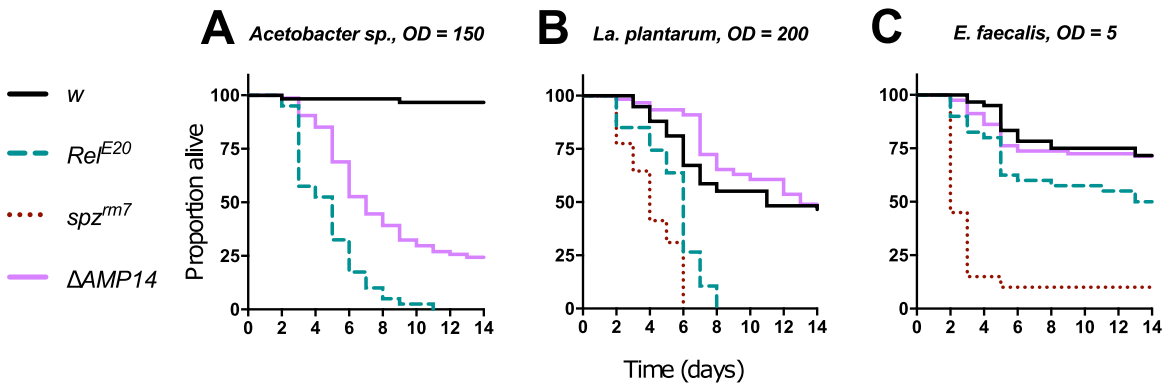 A Acetobacter sp., OD = 150
B La. plantarum, OD = 200
C E. faecalis, OD = 5
w
Rel^E20
spz^rm7
ΔAMP14
Proportion alive
100
75
50
25
0
0 2 4 6 8 10 12 14
100
75
50
25
0
0 2 4 6 8 10 12 14
100
75
50
25
0
0 2 4 6 8 10 12 14
Time (days)